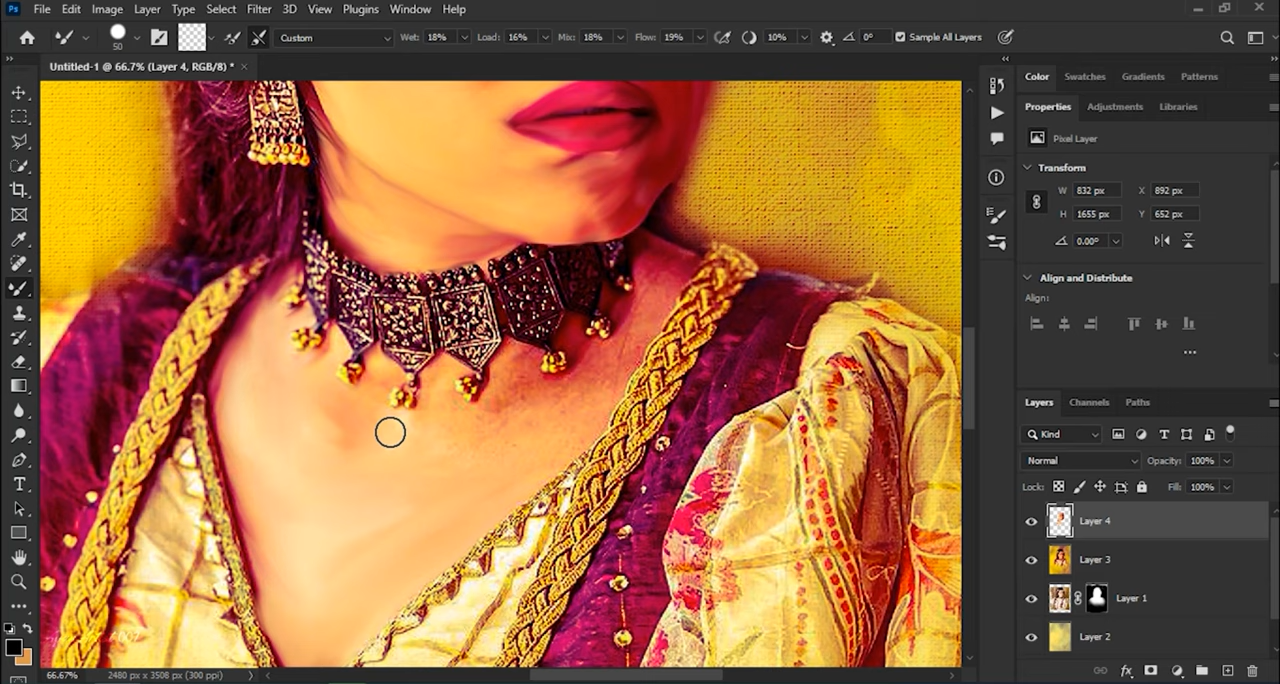 Ps File Edit Image Layer Type Select Filter 3D View Plugins Window Help
50 Custom Wet: 18% Load: 16% Mix: 18% Flow: 19% 10% 0° Sample All Layers
Untitled-1 @ 66.7% (Layer 4, RGB/8) * ×
Color Swatches Gradients Patterns
Properties Adjustments Libraries
Pixel Layer
Transform
W 832 px X 892 px
H 1655 px Y 652 px
0.00°
Align and Distribute
Align:
Layers Channels Paths
Kind
Normal Opacity: 100%
Lock: Fill: 100%
Layer 4
Layer 3
Layer 1
Layer 2
66.67% 2480 px x 3508 px (300 ppi)